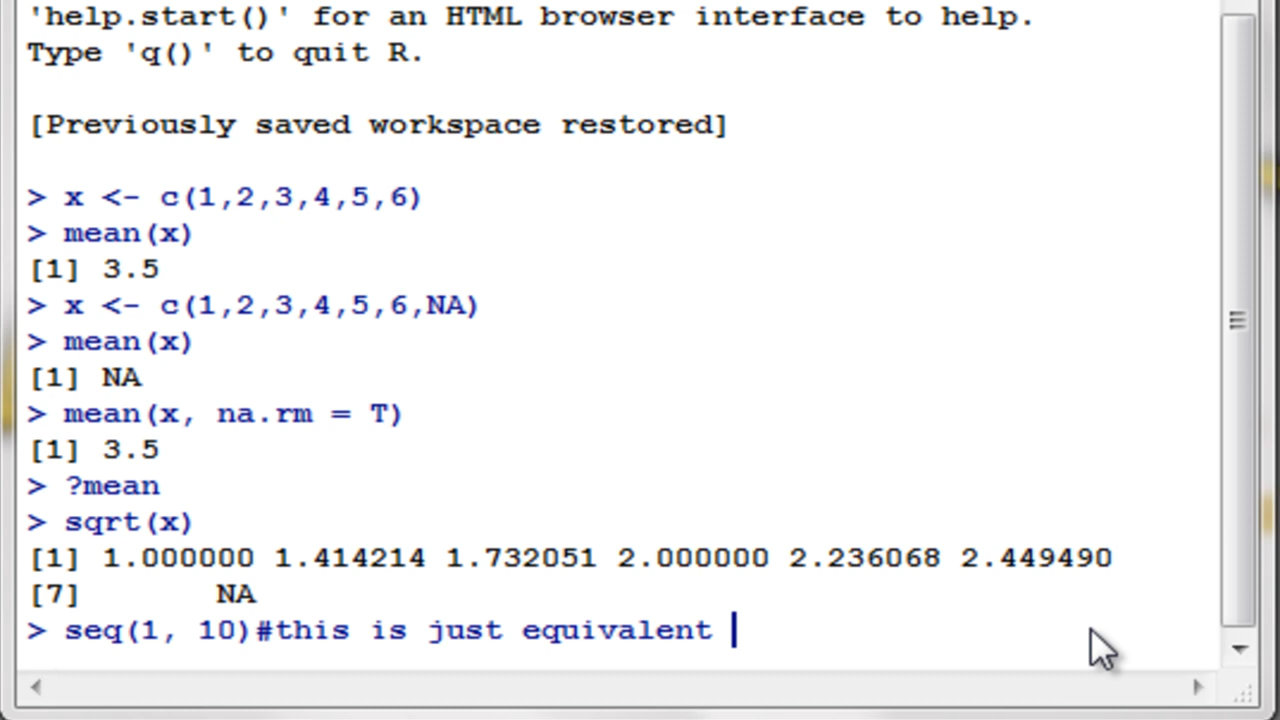 'help.start()' for an HTML browser interface to help.
Type 'q()' to quit R.
[Previously saved workspace restored]
> x <- c(1,2,3,4,5,6)
> mean(x)
[1] 3.5
> x <- c(1,2,3,4,5,6,NA)
> mean(x)
[1] NA
> mean(x, na.rm = T)
[1] 3.5
> ?mean
> sqrt(x)
[1] 1.000000 1.414214 1.732051 2.000000 2.236068 2.449490
[7]       NA
> seq(1, 10)#this is just equivalent